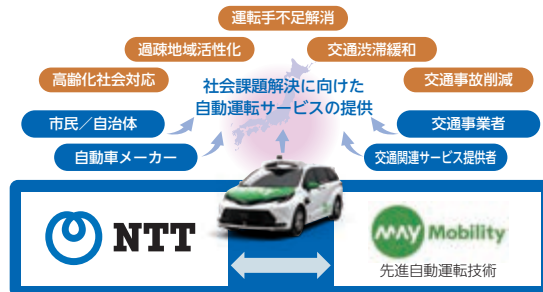 運転手不足解消
過疎地域活性化
交通渋滞緩和
高齢化社会対応
社会課題解決に向けた
自動運転サービスの提供
交通事故削減
市民／自治体
交通事業者
自動車メーカー
交通関連サービス提供者
NTT
May Mobility
先進自動運転技術